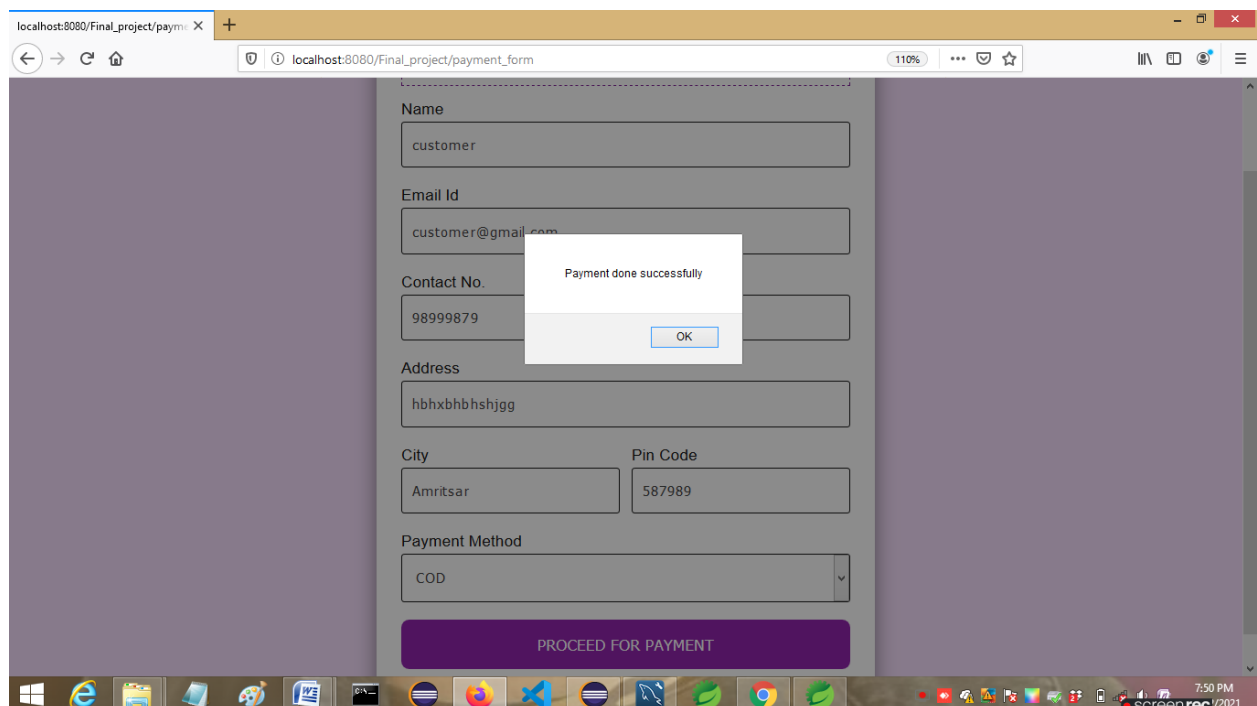 localhost:8080/Final_project/payme
localhost:8080/Final_project/payment_form
110%
Name
customer
Email Id
customer@gmail.com
Payment done successfully
Contact No.
98999879
OK
Address
hbhxbhbhshjgg
City Pin Code
Amritsar 587989
Payment Method
COD
PROCEED FOR PAYMENT
7:50 PM
screenrec /2021